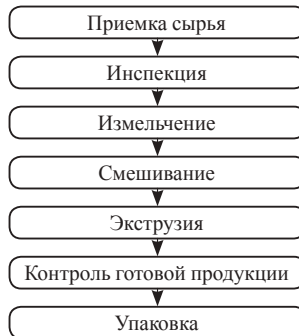 Приемка сырья
Инспекция
Измельчение
Смешивание
Экструзия
Контроль готовой продукции
Упаковка